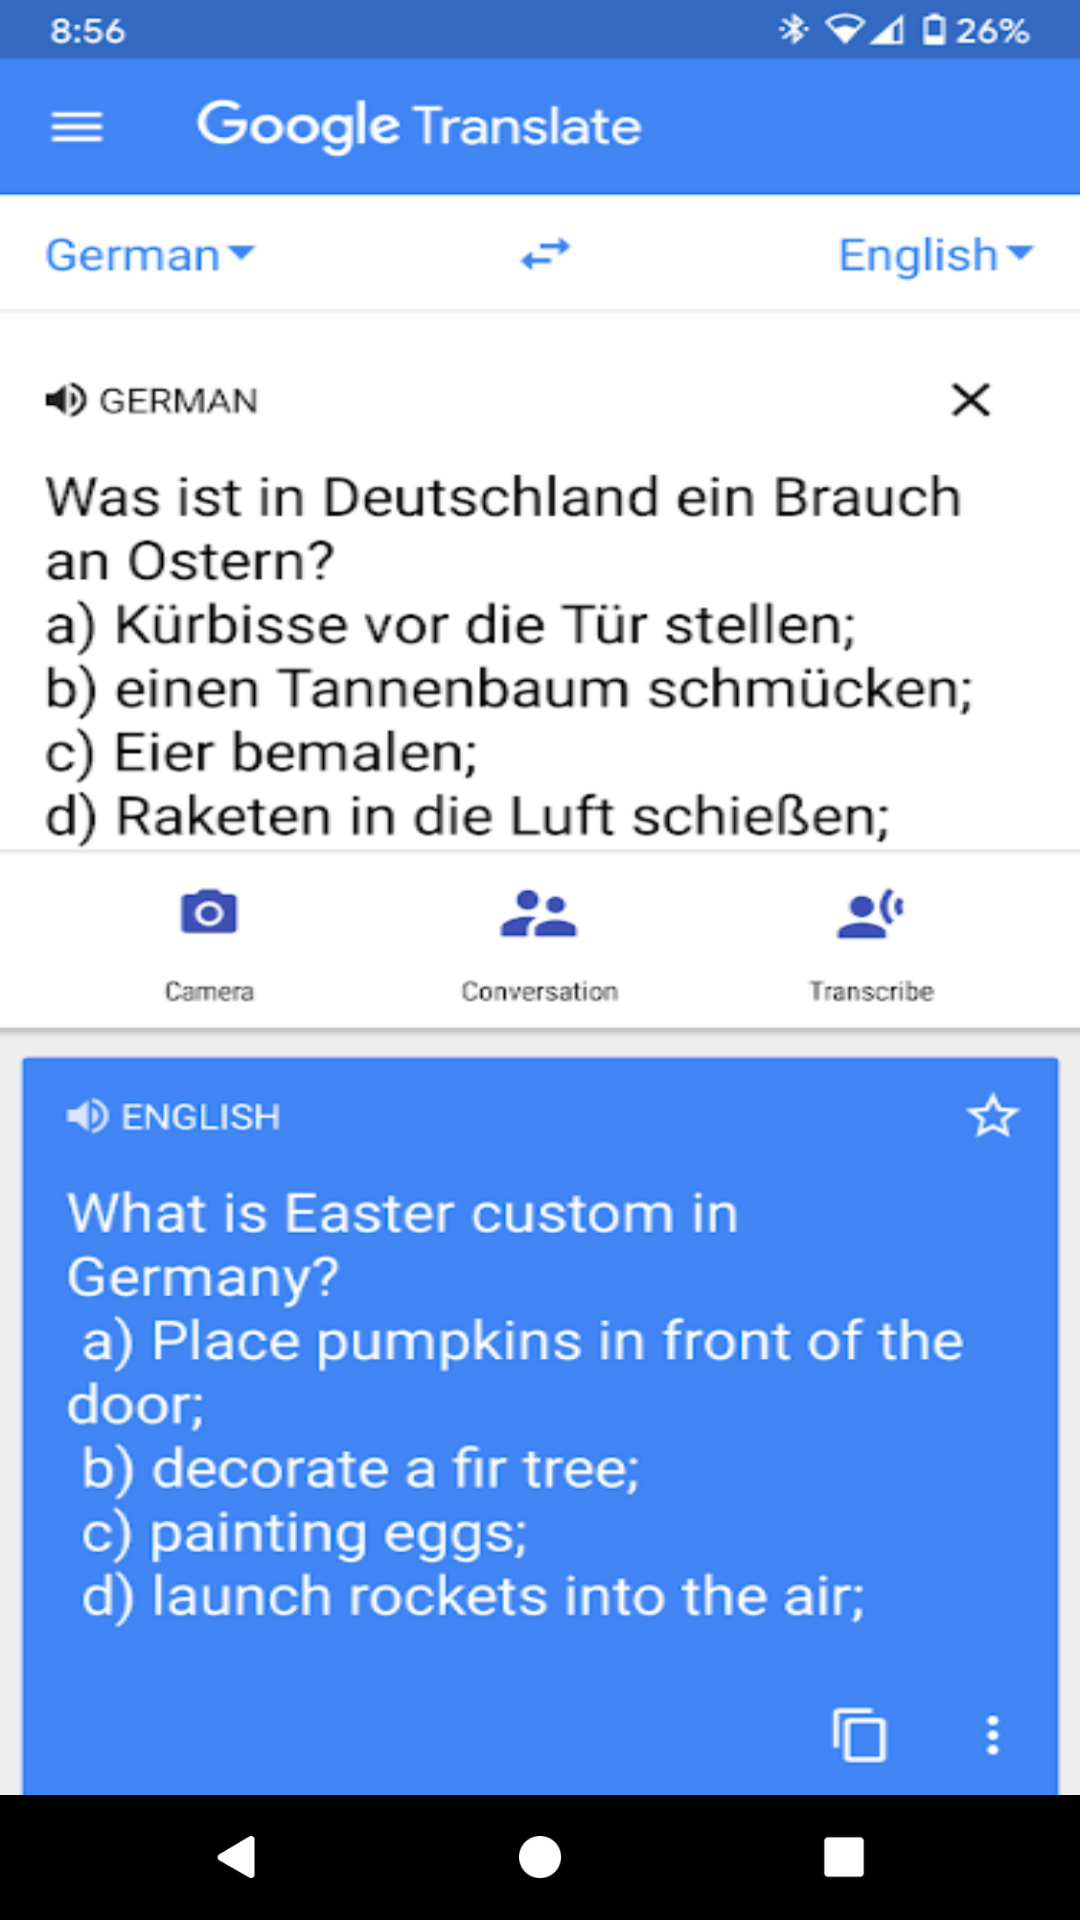 8:56
26%
Google Translate
German
English
GERMAN
Was ist in Deutschland ein Brauch
an Ostern?
a) Kürbisse vor die Tür stellen;
b) einen Tannenbaum schmücken;
c) Eier bemalen;
d) Raketen in die Luft schießen;
Camera
Conversation
Transcribe
ENGLISH
What is Easter custom in
Germany?
a) Place pumpkins in front of the
door;
b) decorate a fir tree;
c) painting eggs;
d) launch rockets into the air;